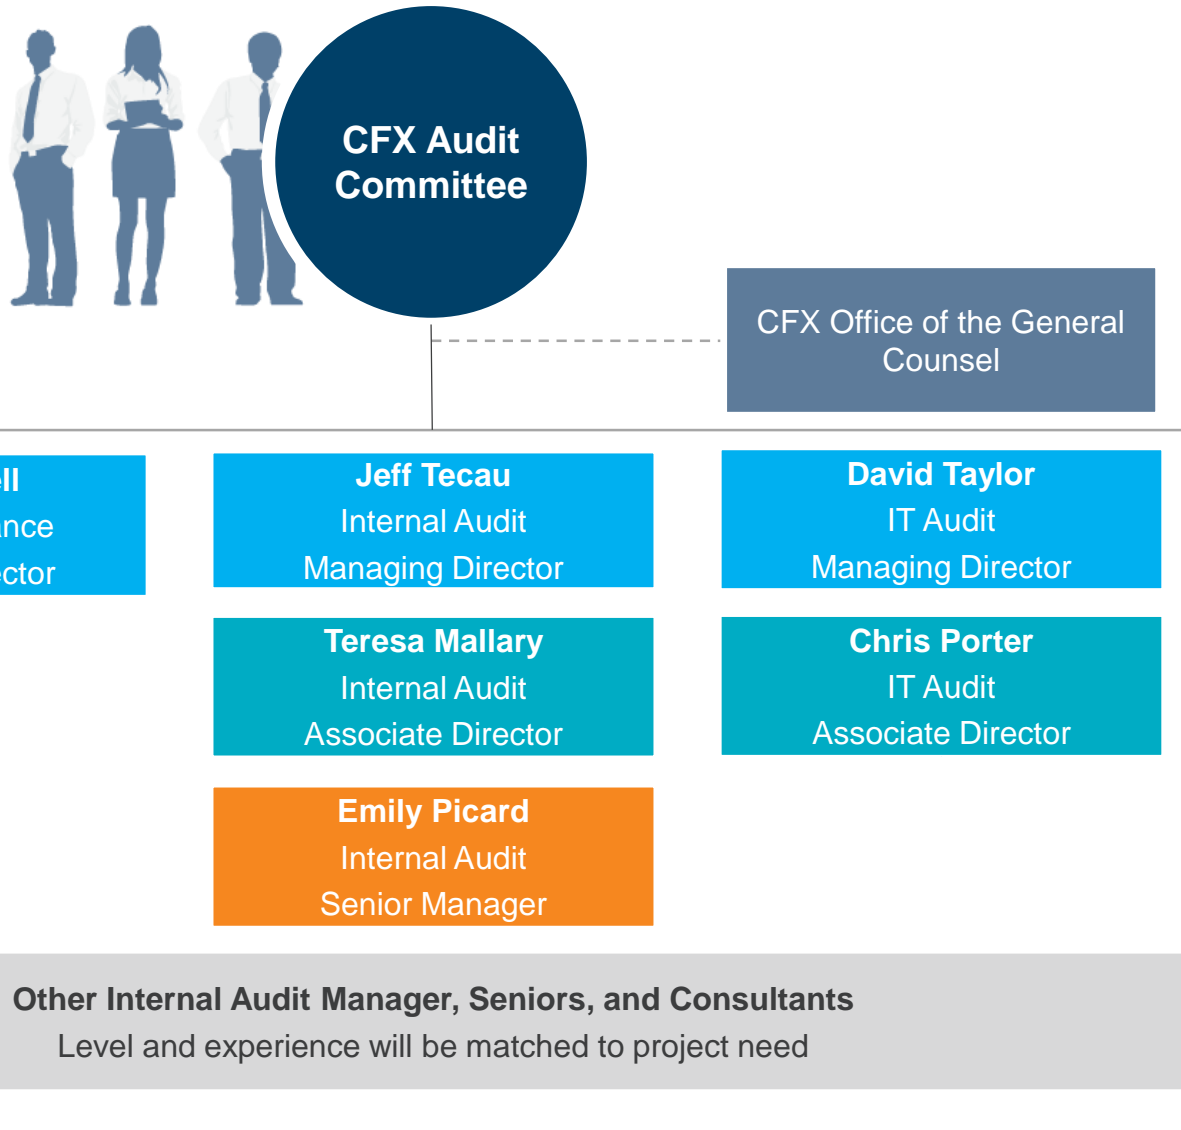 CFX Audit
Committee
CFX Office of the General
Counsel
Jeff Tecau
Internal Audit
Managing Director
David Taylor
IT Audit
Managing Director
Teresa Mallary
Internal Audit
Associate Director
Chris Porter
IT Audit
Associate Director
Emily Picard
Internal Audit
Senior Manager
Other Internal Audit Manager, Seniors, and Consultants
Level and experience will be matched to project need